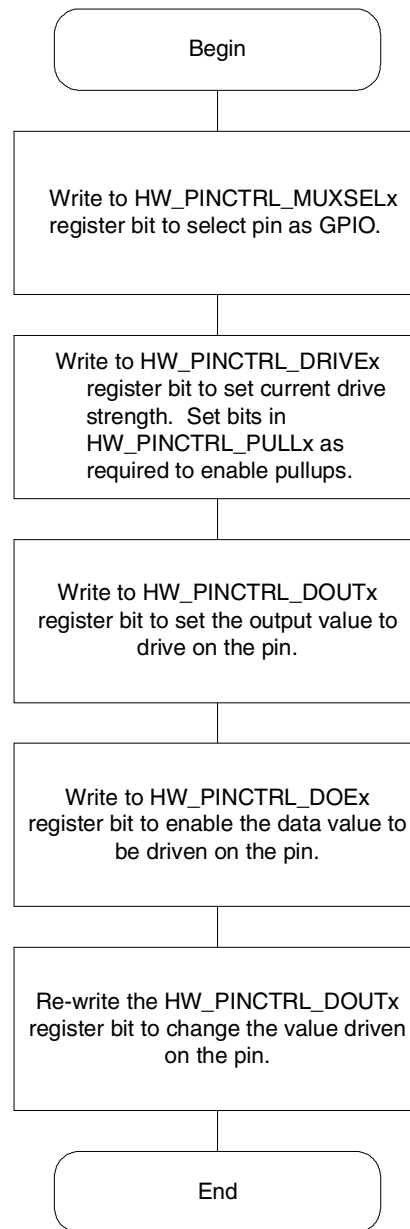 Begin
Write to HW_PINCTRL_MUXSELx
register bit to select pin as GPIO.
Write to HW_PINCTRL_DRIVEx
register bit to set current drive
strength.  Set bits in
HW_PINCTRL_PULLx as
required to enable pullups.
Write to HW_PINCTRL_DOUTx
register bit to set the output value to
drive on the pin.
Write to HW_PINCTRL_DOEx
register bit to enable the data value to
be driven on the pin.
Re-write the HW_PINCTRL_DOUTx
register bit to change the value driven
on the pin.
End